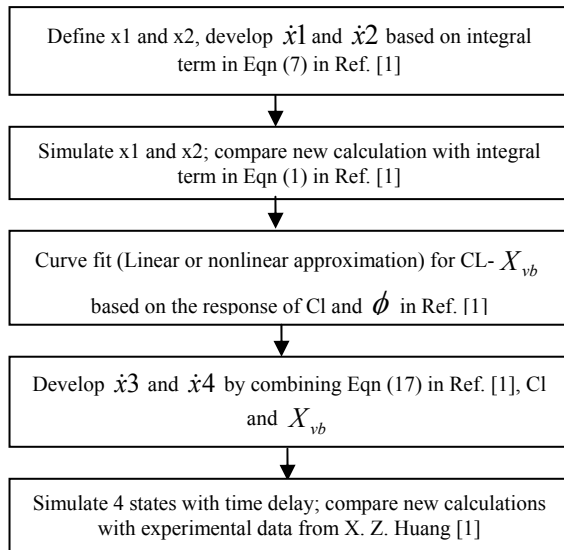 Define x1 and x2, develop ẋ1 and ẋ2 based on integral
term in Eqn (7) in Ref. [1]
Simulate x1 and x2; compare new calculation with integral
term in Eqn (1) in Ref. [1]
Curve fit (Linear or nonlinear approximation) for CL- X_{vb}
based on the response of Cl and ϕ in Ref. [1]
Develop ẋ3 and ẋ4 by combining Eqn (17) in Ref. [1], Cl
and X_{vb}
Simulate 4 states with time delay; compare new calculations
with experimental data from X. Z. Huang [1]